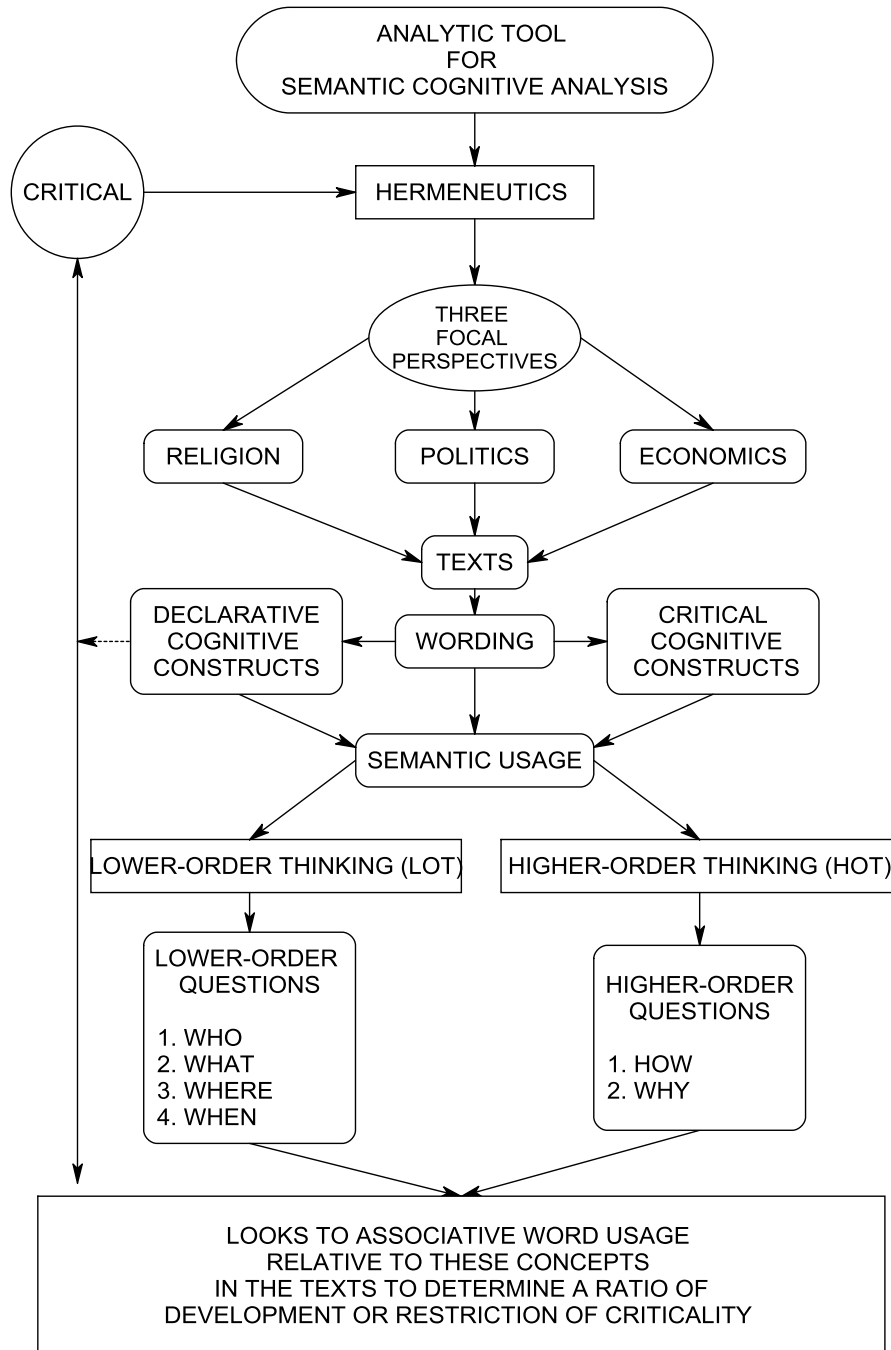 ANALYTIC TOOL
FOR
SEMANTIC COGNITIVE ANALYSIS
CRITICAL
HERMENEUTICS
THREE
FOCAL
PERSPECTIVES
RELIGION
POLITICS
ECONOMICS
TEXTS
DECLARATIVE
COGNITIVE
CONSTRUCTS
WORDING
CRITICAL
COGNITIVE
CONSTRUCTS
SEMANTIC USAGE
LOWER-ORDER THINKING (LOT)
HIGHER-ORDER THINKING (HOT)
LOWER-ORDER
QUESTIONS
1. WHO
2. WHAT
3. WHERE
4. WHEN
HIGHER-ORDER
QUESTIONS
1. HOW
2. WHY
LOOKS TO ASSOCIATIVE WORD USAGE
RELATIVE TO THESE CONCEPTS
IN THE TEXTS TO DETERMINE A RATIO OF
DEVELOPMENT OR RESTRICTION OF CRITICALITY